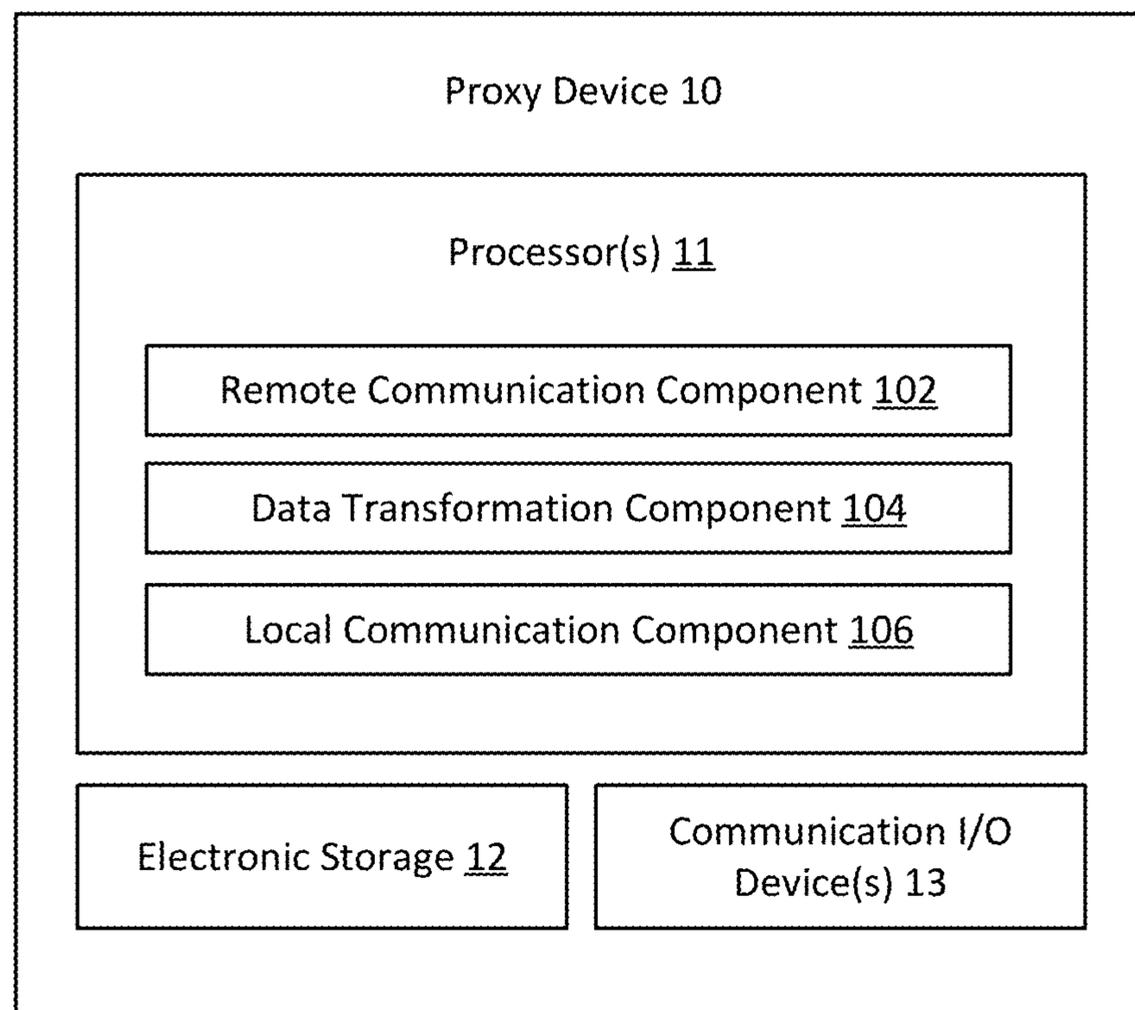 Proxy Device 10
Processor(s) 11
Remote Communication Component 102
Data Transformation Component 104
Local Communication Component 106
Electronic Storage 12
Communication I/O
Device(s) 13